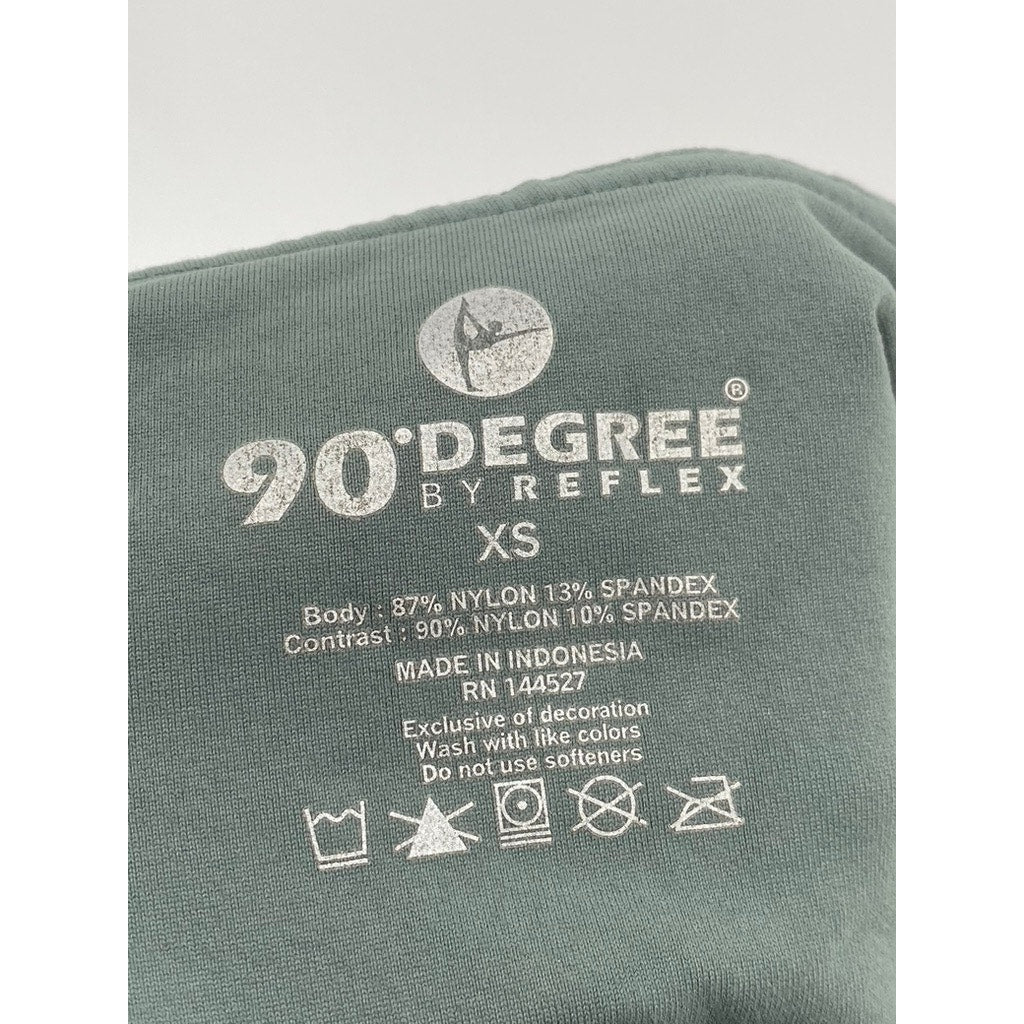 90°DEGREE®
BY REFLEX
XS
Body : 87% NYLON 13% SPANDEX
Contrast : 90% NYLON 10% SPANDEX
MADE IN INDONESIA
RN 144527
Exclusive of decoration
Wash with like colors
Do not use softeners